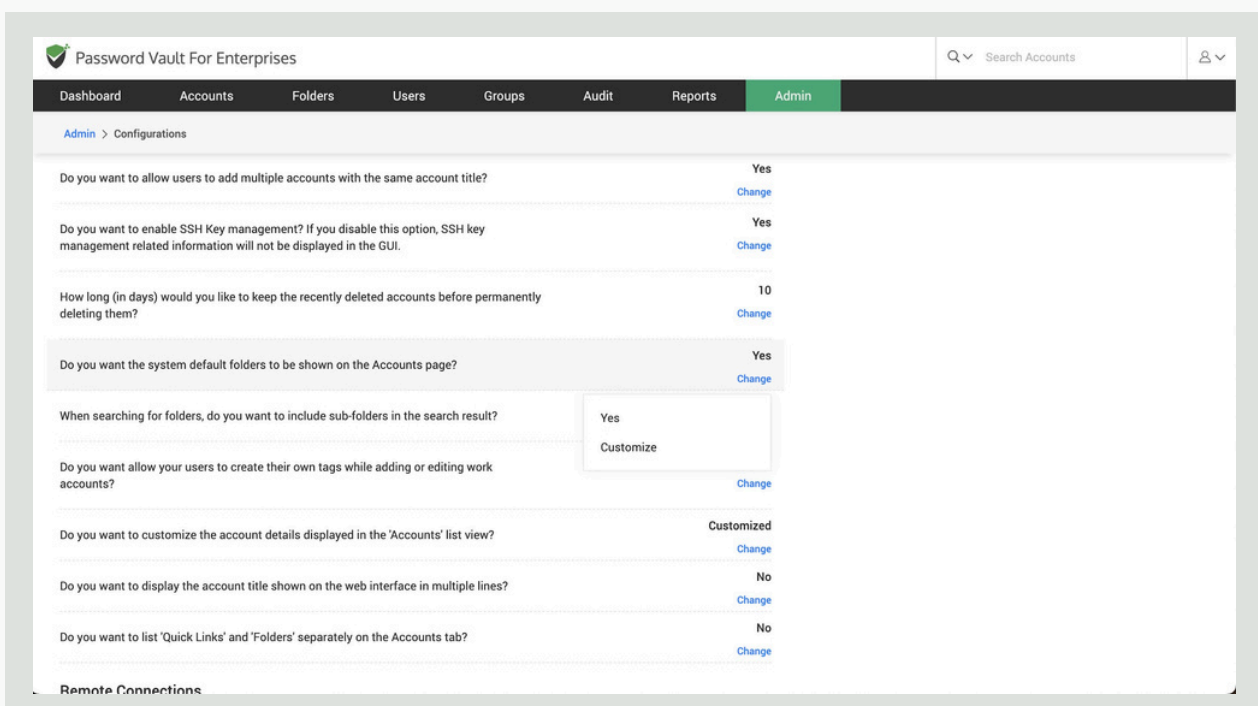 Password Vault For Enterprises
Search Accounts
Dashboard Accounts Folders Users Groups Audit Reports Admin
Admin > Configurations
Do you want to allow users to add multiple accounts with the same account title?
Yes
Change
Do you want to enable SSH Key management? If you disable this option, SSH key
management related information will not be displayed in the GUI.
Yes
Change
How long (in days) would you like to keep the recently deleted accounts before permanently
deleting them?
10
Change
Do you want the system default folders to be shown on the Accounts page?
Yes
Change
When searching for folders, do you want to include sub-folders in the search result?
Yes
Customize
Do you want allow your users to create their own tags while adding or editing work
accounts?
Change
Do you want to customize the account details displayed in the 'Accounts' list view?
Customized
Change
Do you want to display the account title shown on the web interface in multiple lines?
No
Change
Do you want to list 'Quick Links' and 'Folders' separately on the Accounts tab?
No
Change
Remote Connections